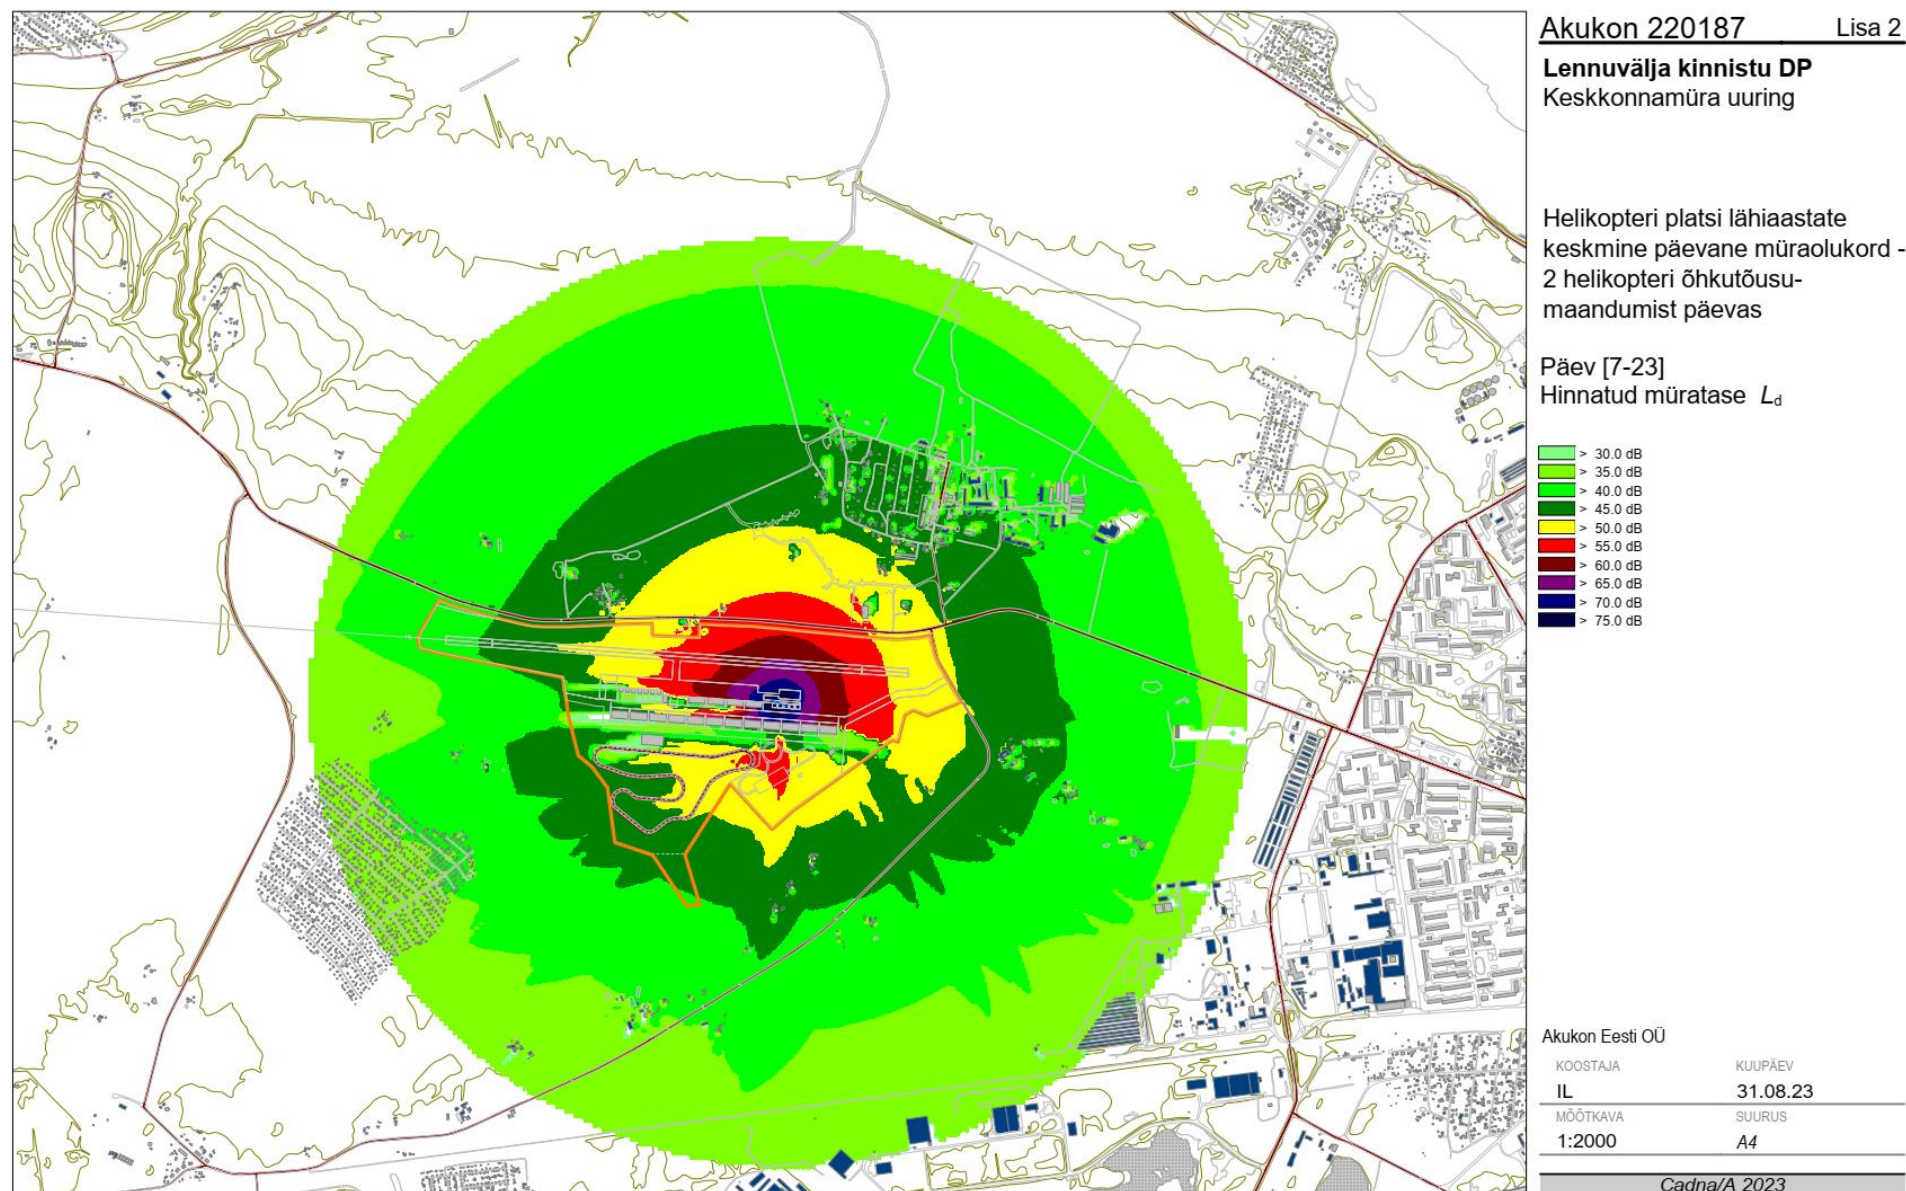 Akukon 220187 Lisa 2
Lennuvälja kinnistu DP
Keskkonnamüra uuring
Helikopteri platsi lähiaastate
keskmine päevane müraolukord -
2 helikopteri õhkutõusu-
maandumist päevas
Päev [7-23]
Hinnatud müratase Ld
> 30.0 dB
> 35.0 dB
> 40.0 dB
> 45.0 dB
> 50.0 dB
> 55.0 dB
> 60.0 dB
> 65.0 dB
> 70.0 dB
> 75.0 dB
Akukon Eesti OÜ
KOOSTAJA KUUPÄEV
IL 31.08.23
MÕÕTKAVA SUURUS
1:2000 A4
Cadna/A 2023